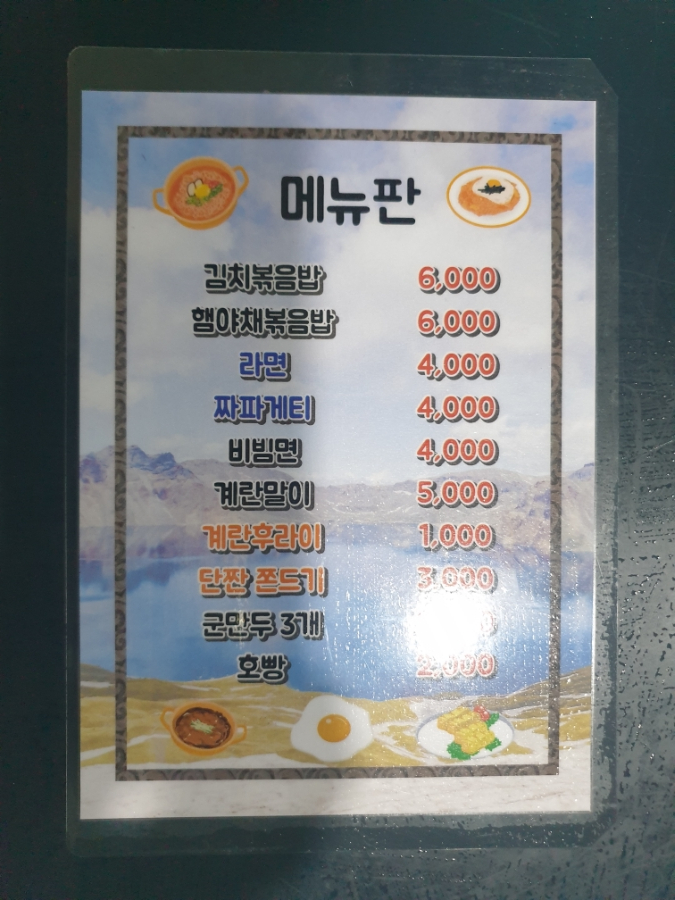 메뉴판
김치볶음밥 6,000
햄야채볶음밥 6,000
라면 4,000
짜파게티 4,000
비빔면 4,000
계란말이 5,000
계란후라이 1,000
단짠 쫀드기 3,000
군만두 3개
호빵 2,000